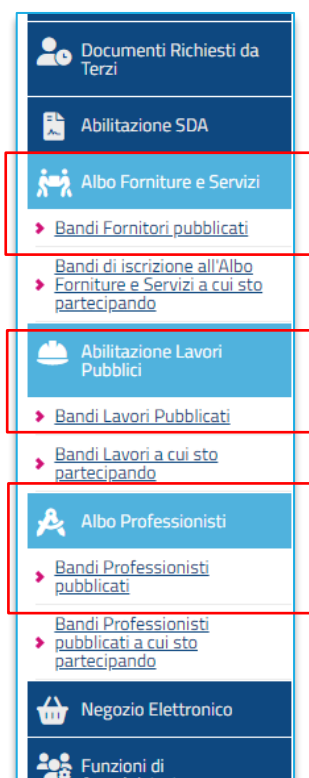 Documenti Richiesti da
Terzi
Abilitazione SDA
Albo Forniture e Servizi
Bandi Fornitori pubblicati
Bandi di iscrizione all'Albo
Forniture e Servizi a cui sto
partecipando
Abilitazione Lavori
Pubblici
Bandi Lavori Pubblicati
Bandi Lavori a cui sto
partecipando
Albo Professionisti
Bandi Professionisti
pubblicati
Bandi Professionisti
pubblicati a cui sto
partecipando
Negozio Elettronico
Funzioni di